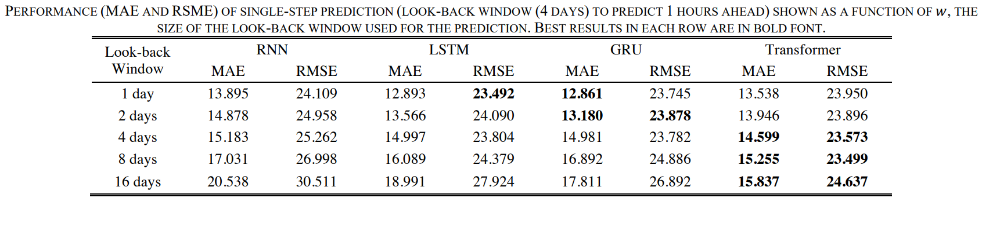 PERFORMANCE (MAE AND RSME) OF SINGLE-STEP PREDICTION (LOOK-BACK WINDOW (4 DAYS) TO PREDICT 1 HOURS AHEAD) SHOWN AS A FUNCTION OF w, THE
SIZE OF THE LOOK-BACK WINDOW USED FOR THE PREDICTION. BEST RESULTS IN EACH ROW ARE IN BOLD FONT.
Look-back Window RNN LSTM GRU Transformer
MAE RMSE MAE RMSE MAE RMSE MAE RMSE
1 day 13.895 24.109 12.893 23.492 12.861 23.745 13.538 23.950
2 days 14.878 24.958 13.566 24.090 13.180 23.878 13.946 23.896
4 days 15.183 25.262 14.997 23.804 14.981 23.782 14.599 23.573
8 days 17.031 26.998 16.089 24.379 16.892 24.886 15.255 23.499
16 days 20.538 30.511 18.991 27.924 17.811 26.892 15.837 24.637